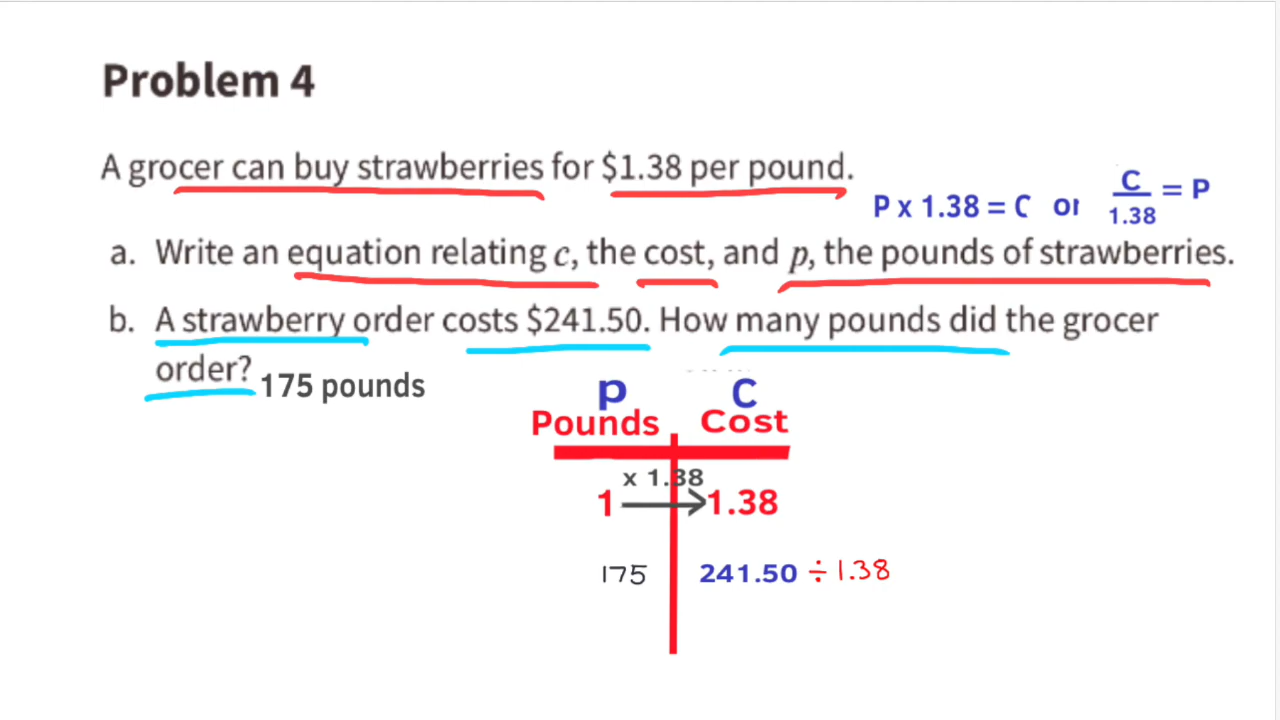 Problem 4
A grocer can buy strawberries for $1.38 per pound.
P x 1.38 = C or C/1.38 = P
a. Write an equation relating c, the cost, and p, the pounds of strawberries.
b. A strawberry order costs $241.50. How many pounds did the grocer
order? 175 pounds
p C
Pounds Cost
x 1.38
1 1.38
175 241.50 ÷ 1.38